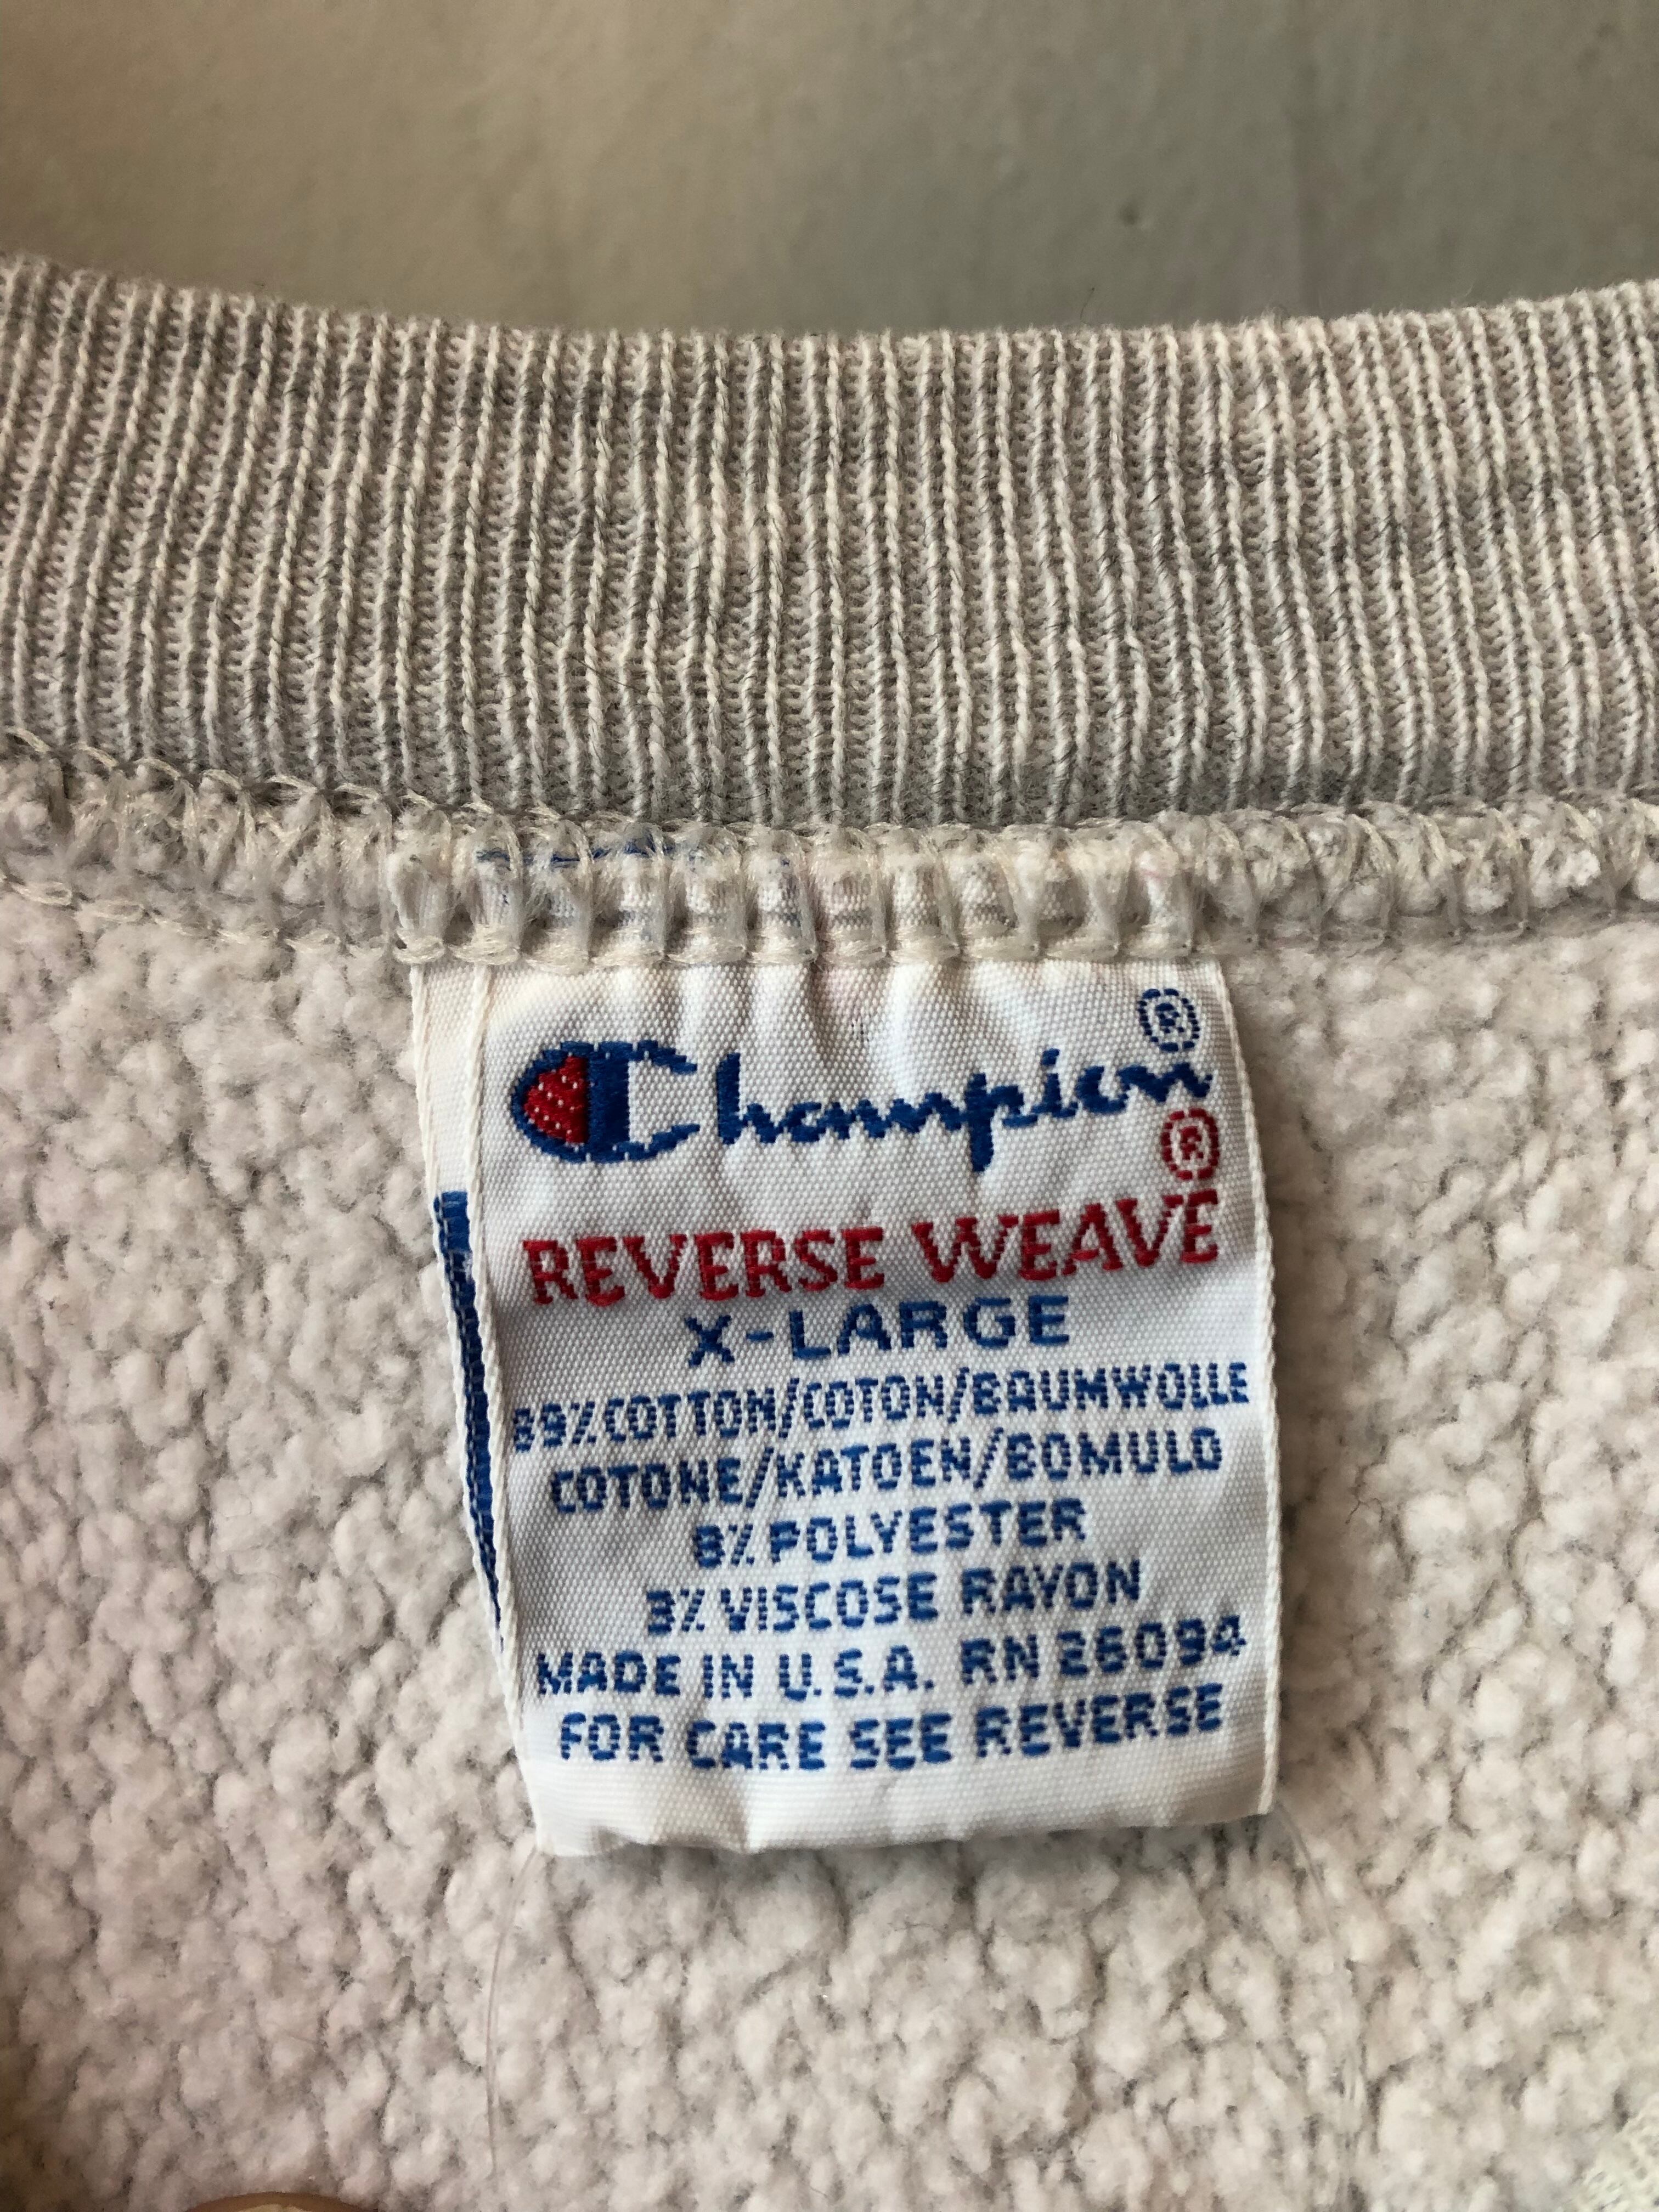 Champion®
®
REVERSE WEAVE
X-LARGE
89% COTTON/COTON/BAUMWOLLE
COTONE/KATOEN/BOMULD
8% POLYESTER
3% VISCOSE RAYON
MADE IN U.S.A. RN 26094
FOR CARE SEE REVERSE